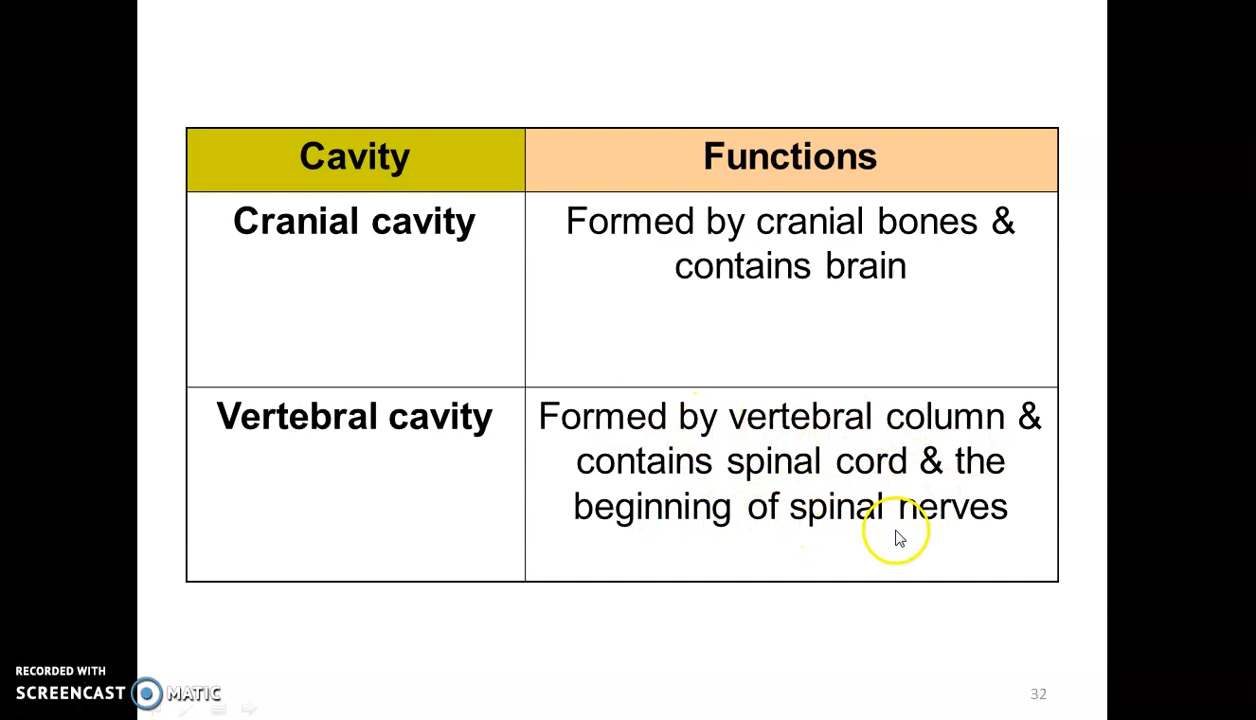 Cavity
Functions
Cranial cavity
Formed by cranial bones &
contains brain
Vertebral cavity
Formed by vertebral column &
contains spinal cord & the
beginning of spinal nerves
RECORDED WITH
SCREENCAST MATIC
32